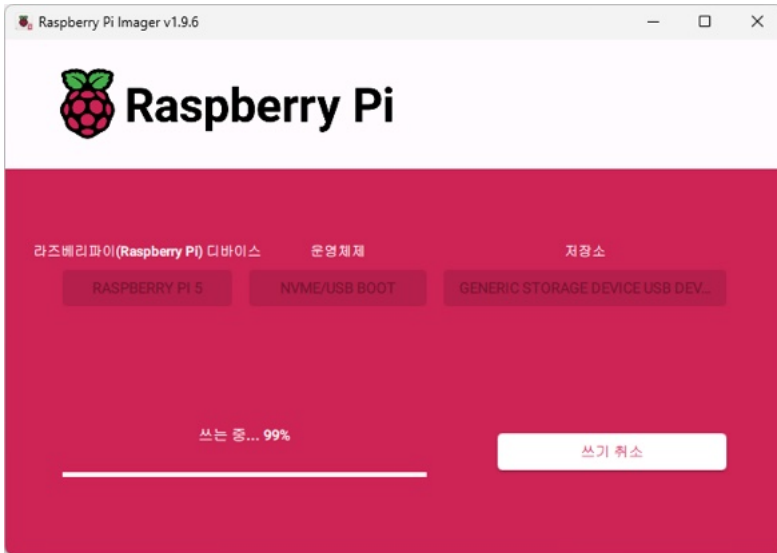 Raspberry Pi Imager v1.9.6
Raspberry Pi
라즈베리파이(Raspberry Pi) 디바이스 운영체제 저장소
RASPBERRY PI 5 NVME/USB BOOT GENERIC STORAGE DEVICE USB DEV...
쓰는 중... 99%
쓰기 취소